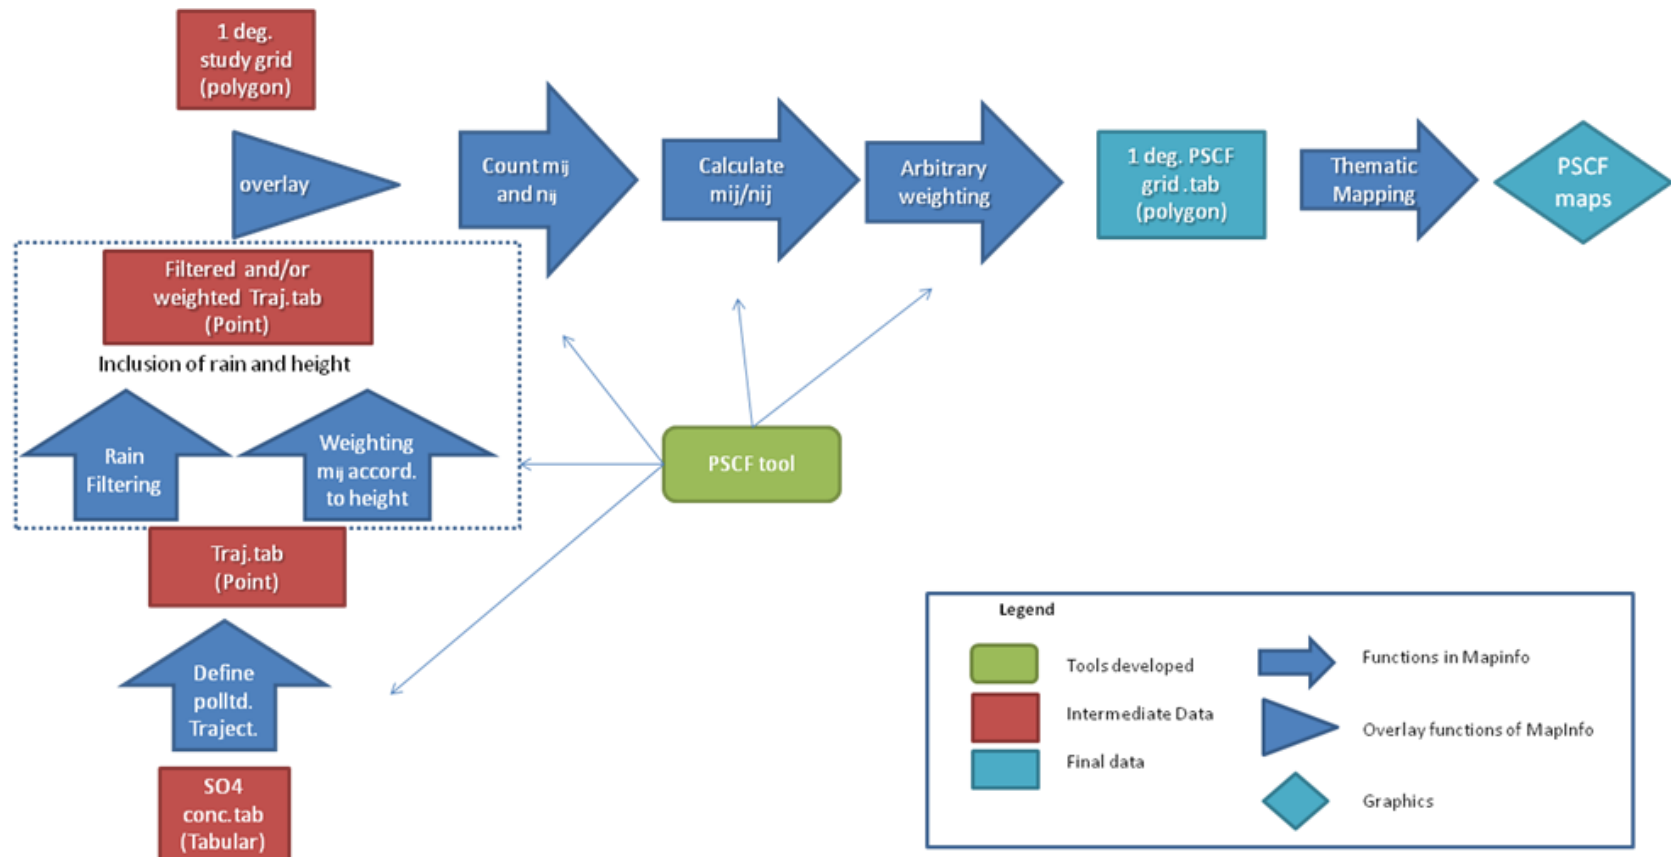 1 deg.
study grid
(polygon)
overlay
Count mij
and nij
Calculate
mij/nij
Arbitrary
weighting
1 deg. PSCF
grid .tab
(polygon)
Thematic
Mapping
PSCF
maps
Filtered and/or
weighted Traj.tab
(Point)
Inclusion of rain and height
Rain
Filtering
Weighting
mij accord.
to height
PSCF tool
Traj.tab
(Point)
Define
polltd.
Traject.
SO4
conc.tab
(Tabular)
Legend
Tools developed
Intermediate Data
Final data
Functions in Mapinfo
Overlay functions of MapInfo
Graphics